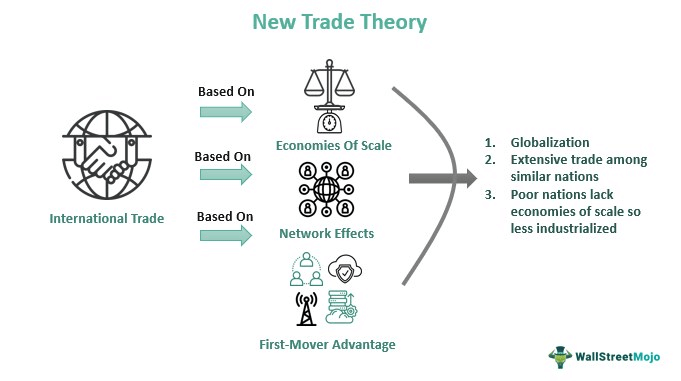 New Trade Theory
Based On
Economies Of Scale
Based On
International Trade
Network Effects
Based On
First-Mover Advantage
1. Globalization
2. Extensive trade among
similar nations
3. Poor nations lack
economies of scale so
less industrialized
WallStreetMojo